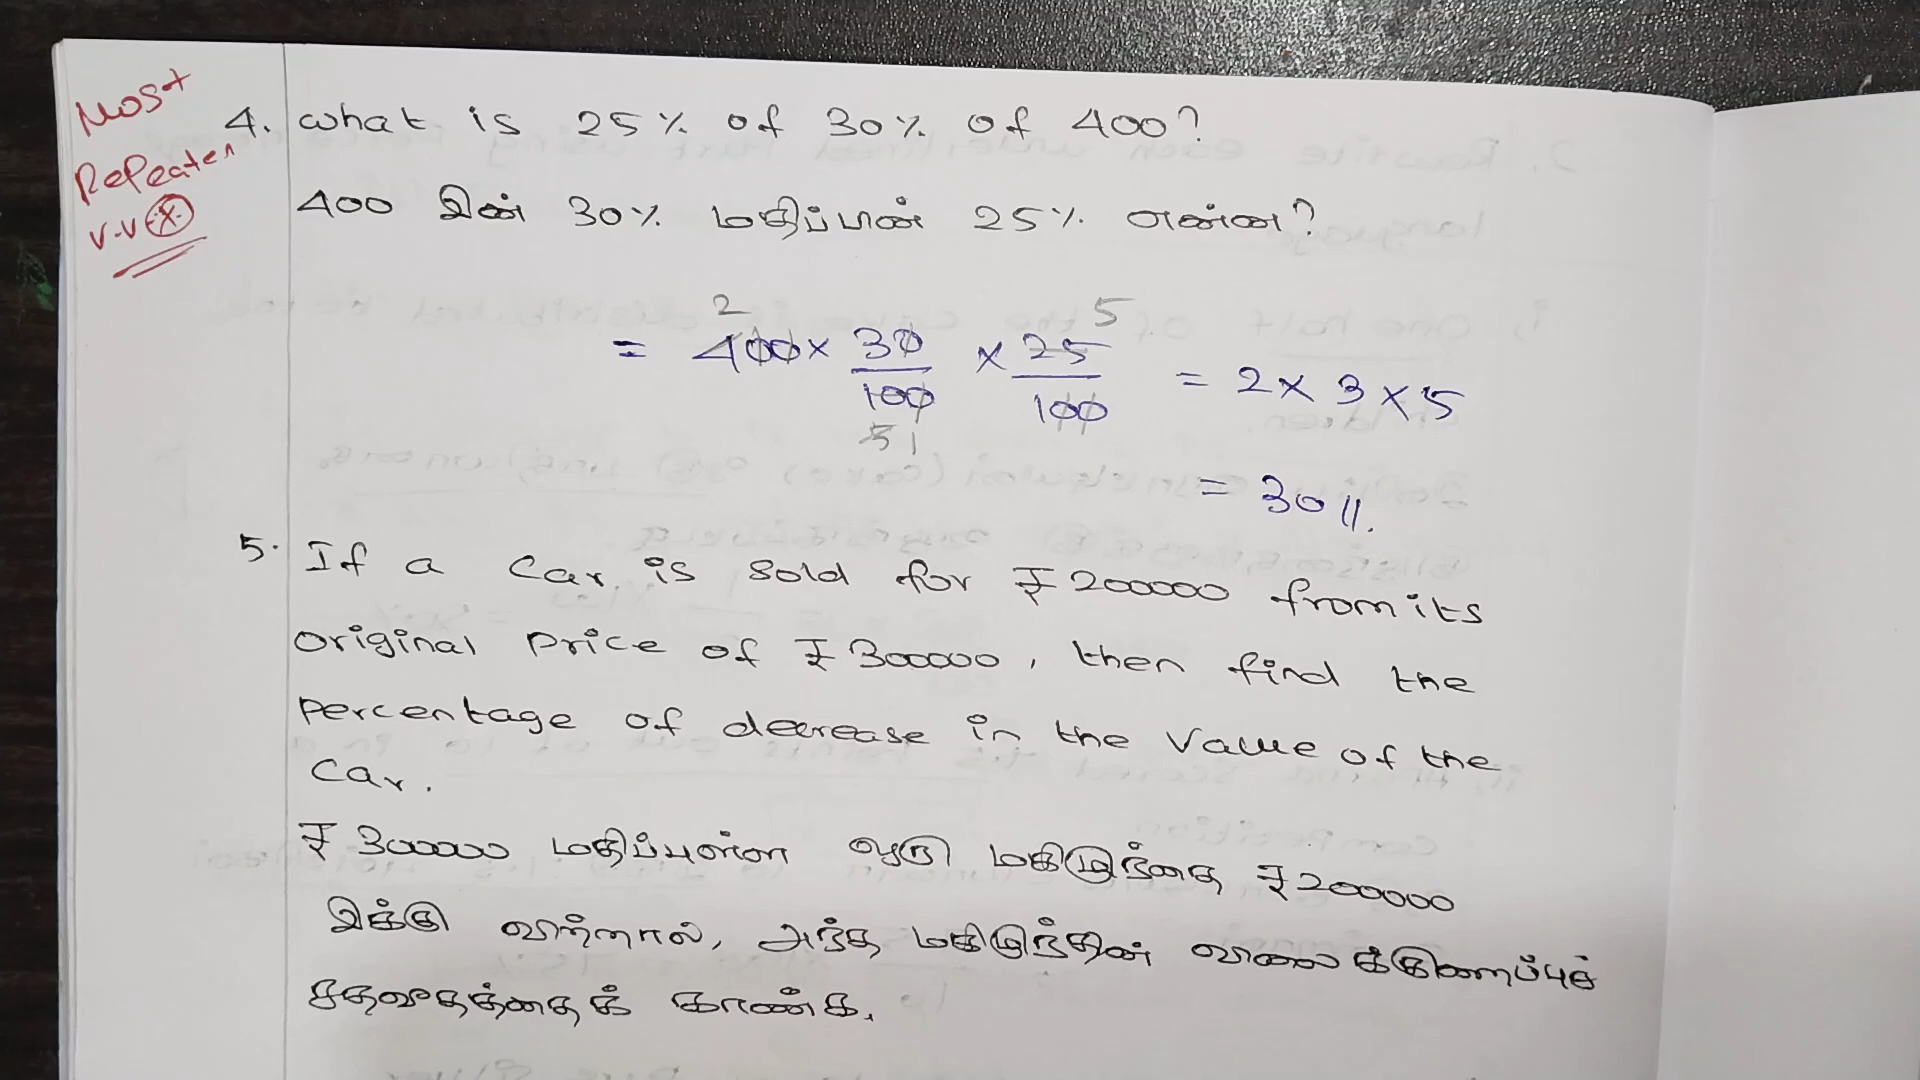 Most
Repeated
V.V *
4. What is 25% of 30% of 400?
400 இன் 30% மதிப்பின் 25% என்ன?
2 5
= 400 × 30/100 × 25/100 = 2 × 3 × 5
5 1
= 30 //.
5. If a car is sold for ₹ 200000 from its
original price of ₹ 300000, then find the
percentage of decrease in the value of the
car.
₹ 300000 மதிப்புள்ள ஒரு மகிழுந்தை ₹ 200000
இக்கு விற்றால், அந்த மகிழுந்தின் விலை க்குறைப்புச்
சதவீதத்தைக் காண்க.